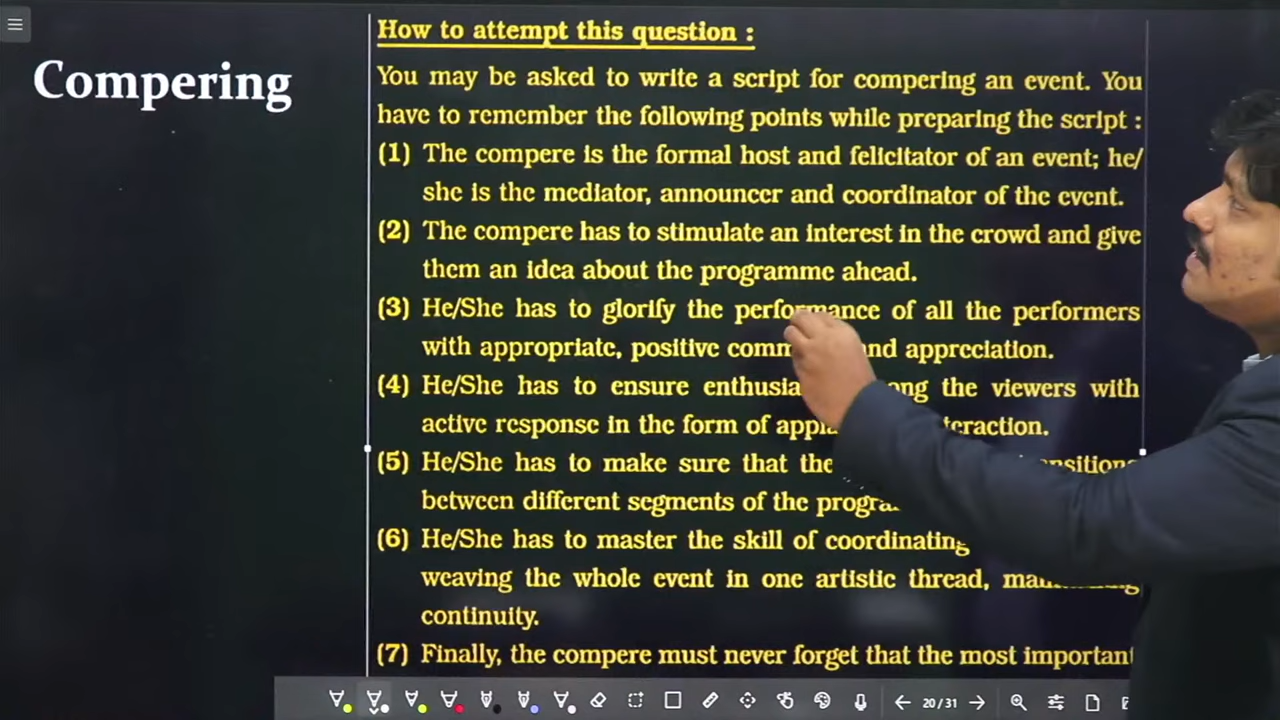 Compering
How to attempt this question :
You may be asked to write a script for compering an event. You
have to remember the following points while preparing the script :
(1) The compere is the formal host and felicitator of an event; he/
she is the mediator, announcer and coordinator of the event.
(2) The compere has to stimulate an interest in the crowd and give
them an idea about the programme ahead.
(3) He/She has to glorify the performance of all the performers
with appropriate, positive and appreciation.
(4) He/She has to ensure the viewers with
active response in the form of
(5) He/She has to make sure that the
between different segments of the
(6) He/She has to master the skill of coordinating
weaving the whole event in one artistic thread,
continuity.
(7) Finally, the compere must never forget that the most important
20/31